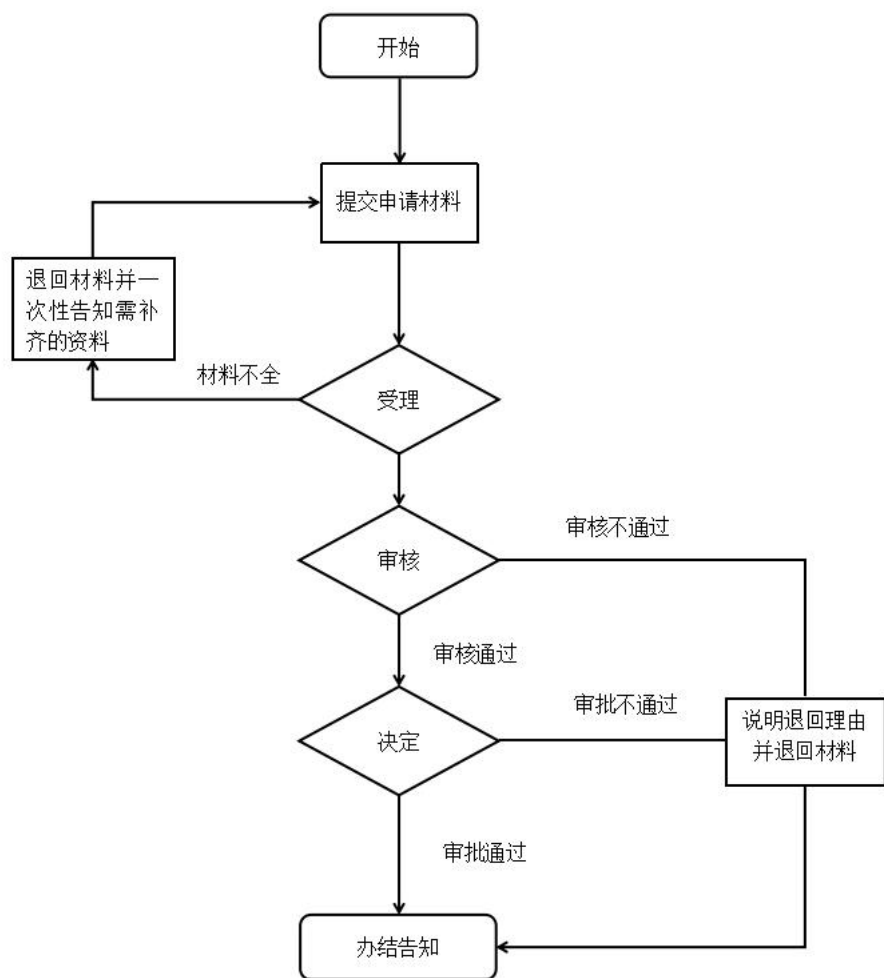 开始
提交申请材料
退回材料并一
次性告知需补
齐的资料
材料不全
受理
审核不通过
审核
审核通过
审批不通过
说明退回理由
并退回材料
决定
审批通过
办结告知